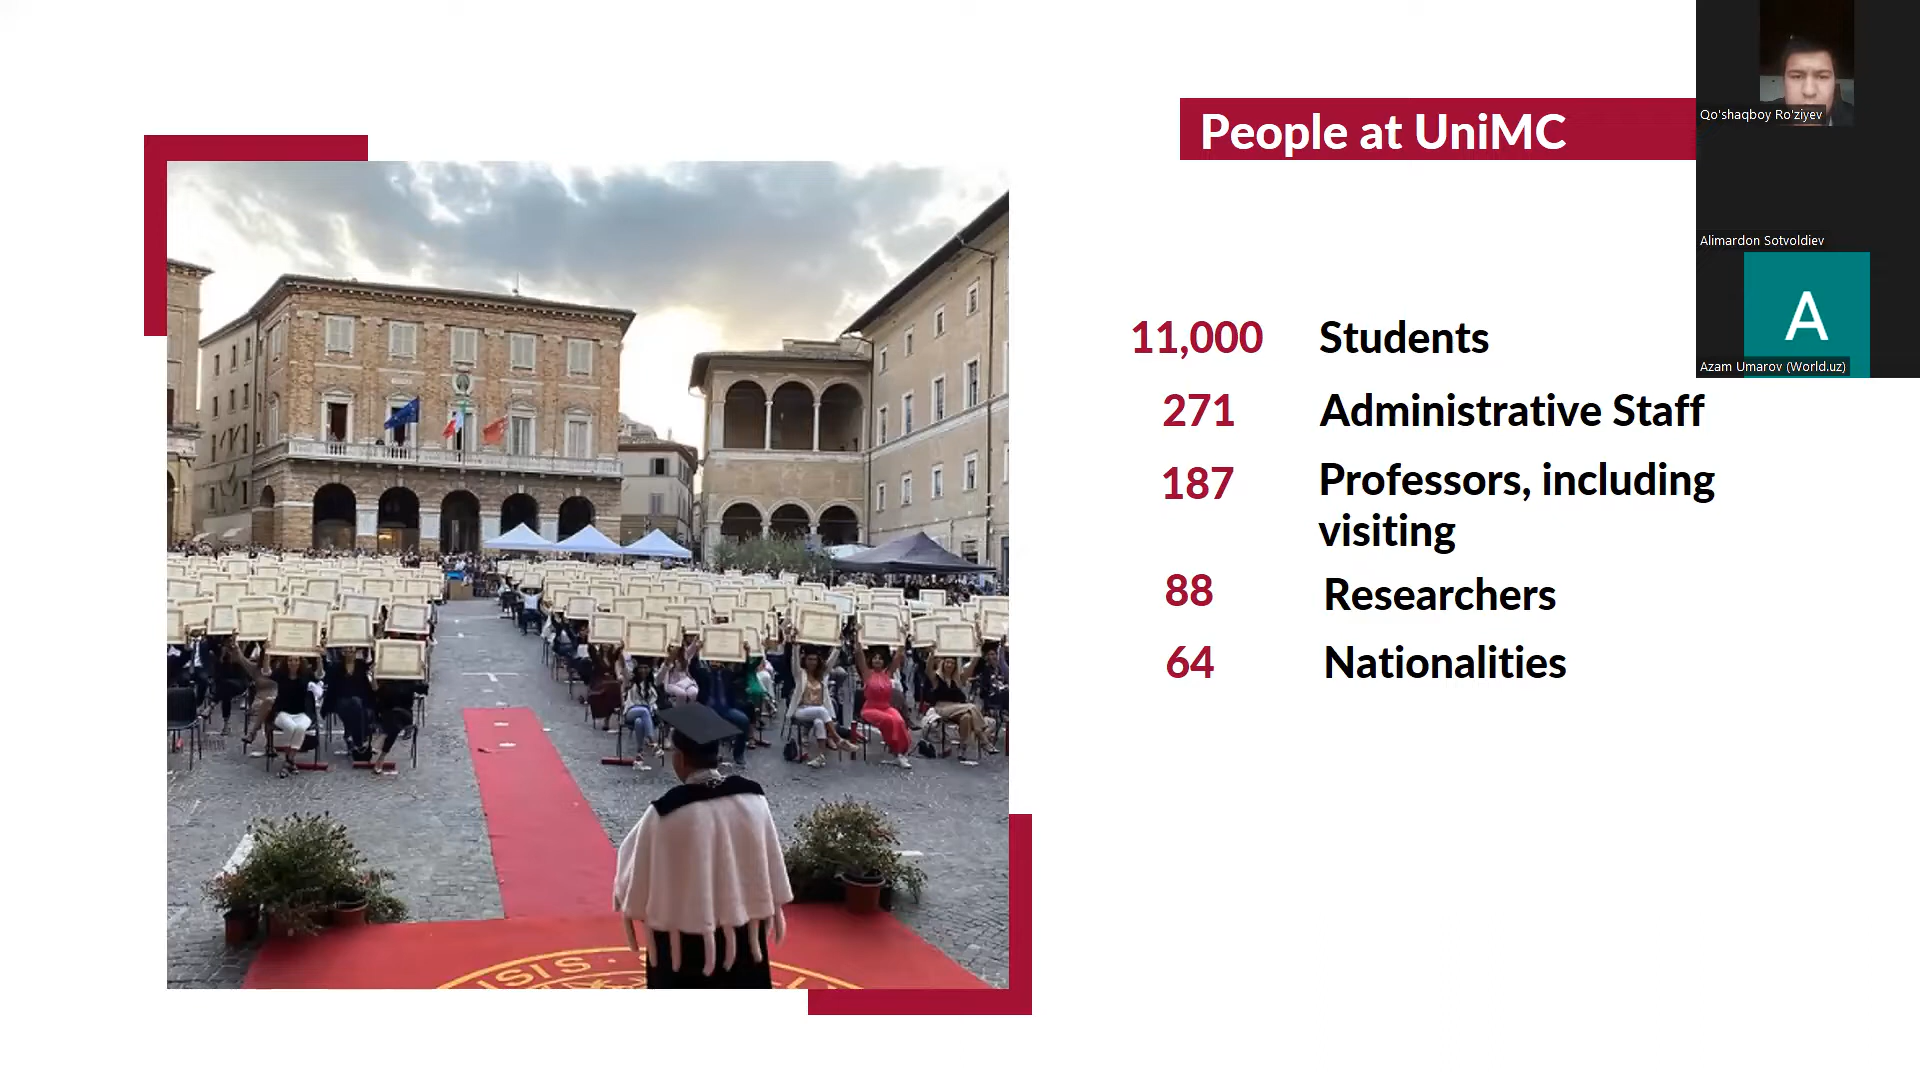 People at UniMC
11,000 Students
271 Administrative Staff
187 Professors, including
visiting
88 Researchers
64 Nationalities
Qo'shaqboy Ro'ziyev
Alimardon Sotvoldiev
A
Azam Umarov (World.uz)